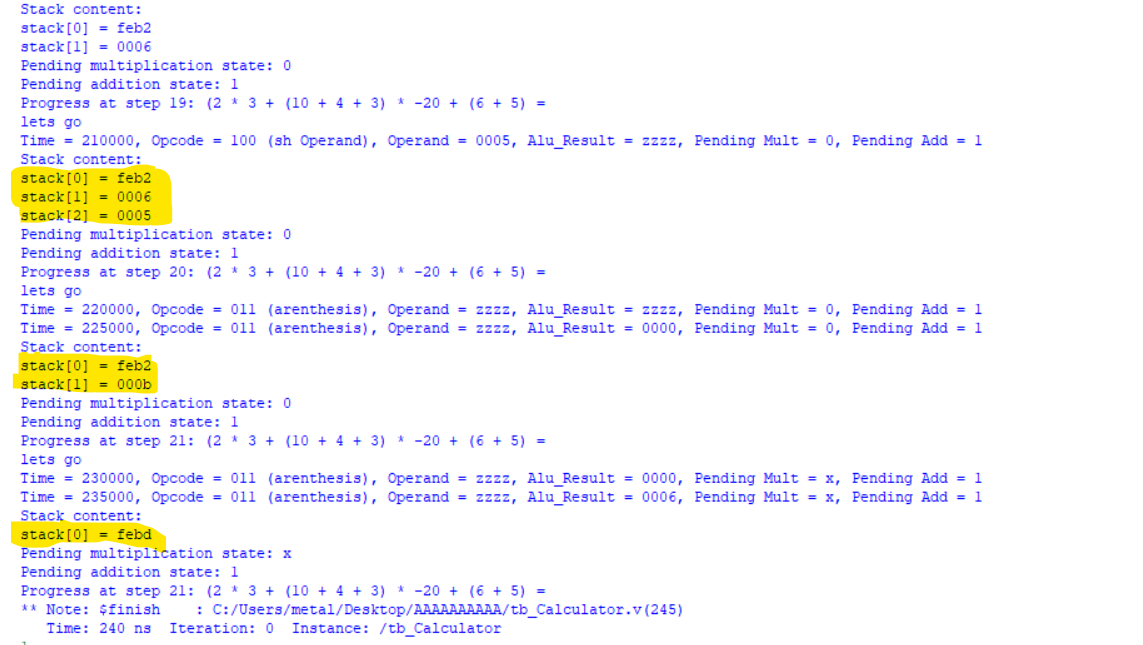 Stack content:
stack[0] = feb2
stack[1] = 0006
Pending multiplication state: 0
Pending addition state: 1
Progress at step 19: (2 * 3 + (10 + 4 + 3) * -20 + (6 + 5) =
lets go
Time = 210000, Opcode = 100 (sh Operand), Operand = 0005, Alu_Result = zzzz, Pending Mult = 0, Pending Add = 1
Stack content:
stack[0] = feb2
stack[1] = 0006
stack[2] = 0005
Pending multiplication state: 0
Pending addition state: 1
Progress at step 20: (2 * 3 + (10 + 4 + 3) * -20 + (6 + 5) =
lets go
Time = 220000, Opcode = 011 (arenthesis), Operand = zzzz, Alu_Result = zzzz, Pending Mult = 0, Pending Add = 1
Time = 225000, Opcode = 011 (arenthesis), Operand = zzzz, Alu_Result = 0000, Pending Mult = 0, Pending Add = 1
Stack content:
stack[0] = feb2
stack[1] = 000b
Pending multiplication state: 0
Pending addition state: 1
Progress at step 21: (2 * 3 + (10 + 4 + 3) * -20 + (6 + 5) =
lets go
Time = 230000, Opcode = 011 (arenthesis), Operand = zzzz, Alu_Result = 0000, Pending Mult = x, Pending Add = 1
Time = 235000, Opcode = 011 (arenthesis), Operand = zzzz, Alu_Result = 0006, Pending Mult = x, Pending Add = 1
Stack content:
stack[0] = febd
Pending multiplication state: x
Pending addition state: 1
Progress at step 21: (2 * 3 + (10 + 4 + 3) * -20 + (6 + 5) =
** Note: $finish    : C:/Users/metal/Desktop/AAAAAAAAAA/tb_Calculator.v(245)
Time: 240 ns  Iteration: 0  Instance: /tb_Calculator